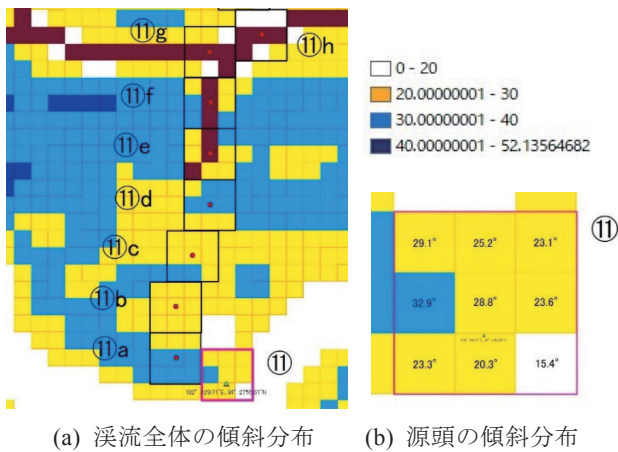 ⑪g
⑪h
⑪f
⑪e
⑪d
⑪c
⑪b
⑪a
⑪
0 - 20
20.00000001 - 30
30.00000001 - 40
40.00000001 - 52.13564682
⑪
29.1° 25.2° 23.1°
32.9° 28.8° 23.6°
23.3° 20.3° 15.4°
(a) 渓流全体の傾斜分布
(b) 源頭の傾斜分布